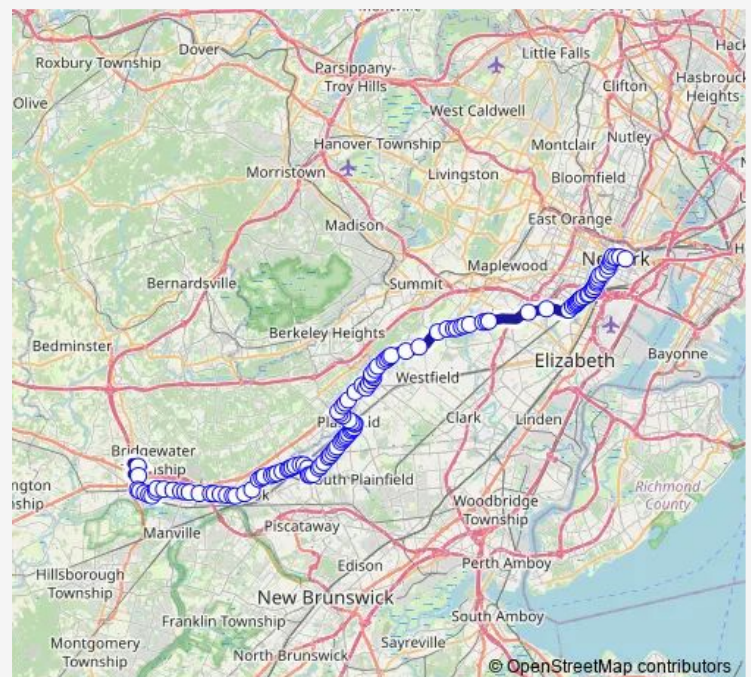 Dover
Roxbury Township
Parsippany-
Troy Hills
Little Falls
Clifton
Hasbrouck
Heights
Olive
West Caldwell
Hanover Township
Montclair
Nutley
Morristown
Livingston
Bloomfield
East Orange
Madison
Maplewood
Bernardsville
Summit
Berkeley Heights
Bedminster
Elizabeth
Bayonne
Westfield
Clark
Linden
Bridgewater
South Plainfield
Woodbridge
Township
Richmond
County
Manville
Piscataway
Edison
Perth Amboy
Hillsborough
Township
New Brunswick
Franklin Township
South Amboy
Sayreville
Montgomery
Township
North Brunswick
© OpenStreetMap contributors